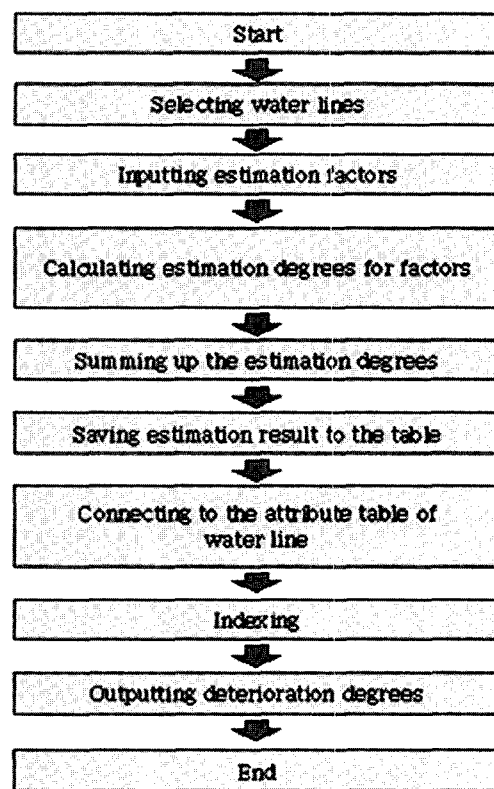 Start
Selecting water lines
Inputting estimation factors
Calculating estimation degrees for factors
Summing up the estimation degrees
Saving estimation result to the table
Connecting to the attribute table of
water line
Indexing
Outputting deterioration degrees
End